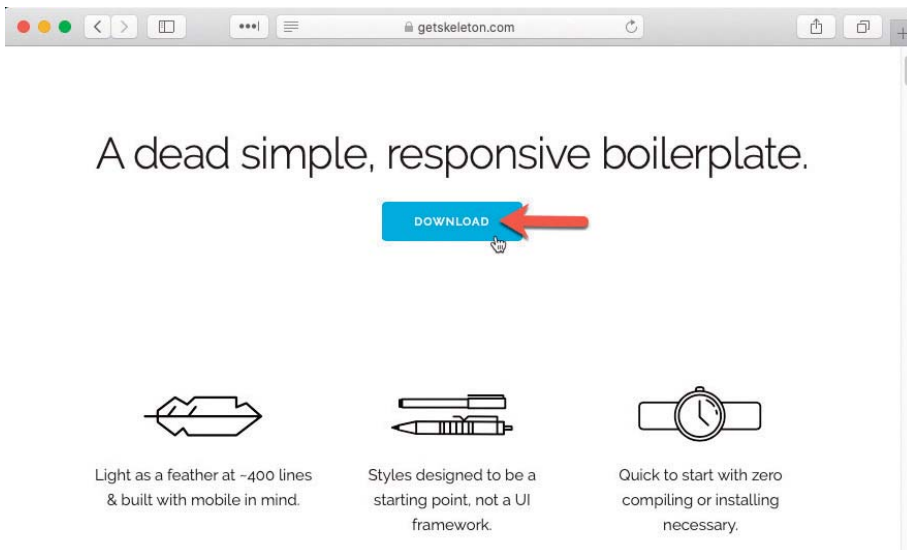 getskeleton.com
A dead simple, responsive boilerplate.
DOWNLOAD
Light as a feather at ~400 lines
& built with mobile in mind.
Styles designed to be a
starting point, not a UI
framework.
Quick to start with zero
compiling or installing
necessary.